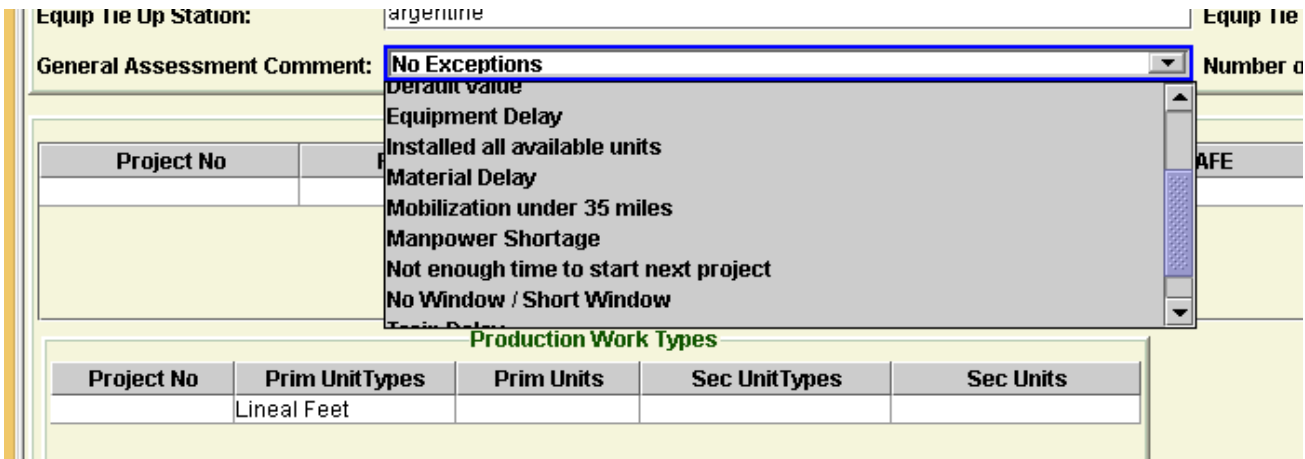 Equip Tie Up Station: argentine Equip Tie
General Assessment Comment: No Exceptions Number o
Default value
Equipment Delay
Installed all available units
Project No AFE
Material Delay
Mobilization under 35 miles
Manpower Shortage
Not enough time to start next project
No Window / Short Window
Train Delay
Production Work Types
Project No Prim UnitTypes Prim Units Sec UnitTypes Sec Units
Lineal Feet